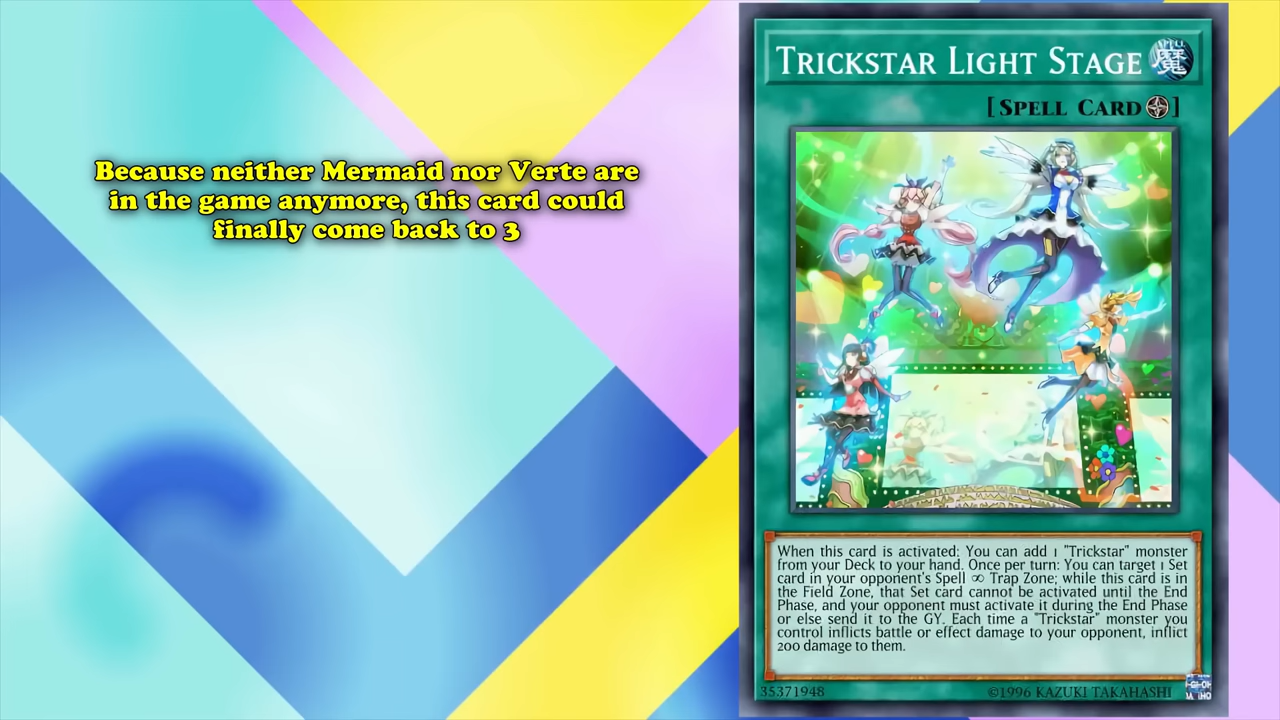 Because neither Mermaid nor Verte are
in the game anymore, this card could
finally come back to 3
TRICKSTAR LIGHT STAGE 魔
[SPELL CARD]
When this card is activated: You can add 1 "Trickstar" monster
from your Deck to your hand. Once per turn: You can target 1 Set
card in your opponent's Spell ∞ Trap Zone; while this card is in
the Field Zone, that Set card cannot be activated until the End
Phase, and your opponent must activate it during the End Phase
or else send it to the GY. Each time a "Trickstar" monster you
control inflicts battle or effect damage to your opponent, inflict
200 damage to them.
35371948 ©1996 KAZUKI TAKAHASHI